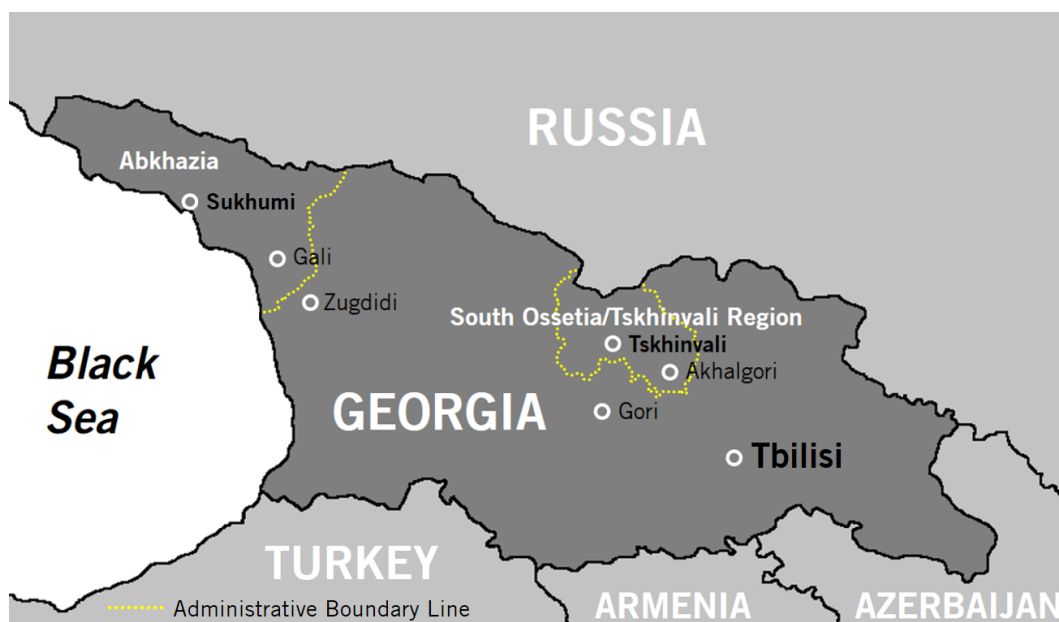 RUSSIA
Abkhazia
Sukhumi
Gali
Zugdidi
South Ossetia/Tskhinvali Region
Tskhinvali
Akhalgori
Black
Sea
GEORGIA
Gori
Tbilisi
TURKEY
Administrative Boundary Line
ARMENIA
AZERBAIJAN